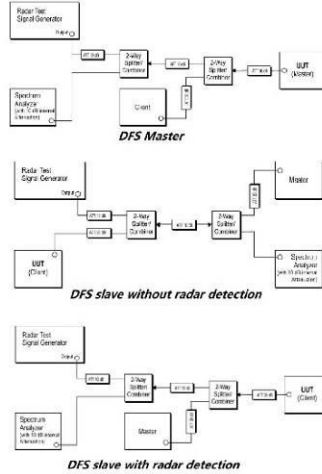 Radar Test
Signal Generator
Output
2-Way
Splitter/
Combiner
2-Way
Splitter/
Combiner
UUT
(Master)
Spectrum
Analyzer
Client
DFS Master
Radar Test
Signal Generator
Output
2-Way
Splitter/
Combiner
2-Way
Splitter/
Combiner
Master
UUT
(Client)
Spectrum
Analyzer
DFS slave without radar detection
Radar Test
Signal Generator
Output
2-Way
Splitter/
Combiner
2-Way
Splitter/
Combiner
UUT
(Client)
Spectrum
Analyzer
Master
DFS slave with radar detection